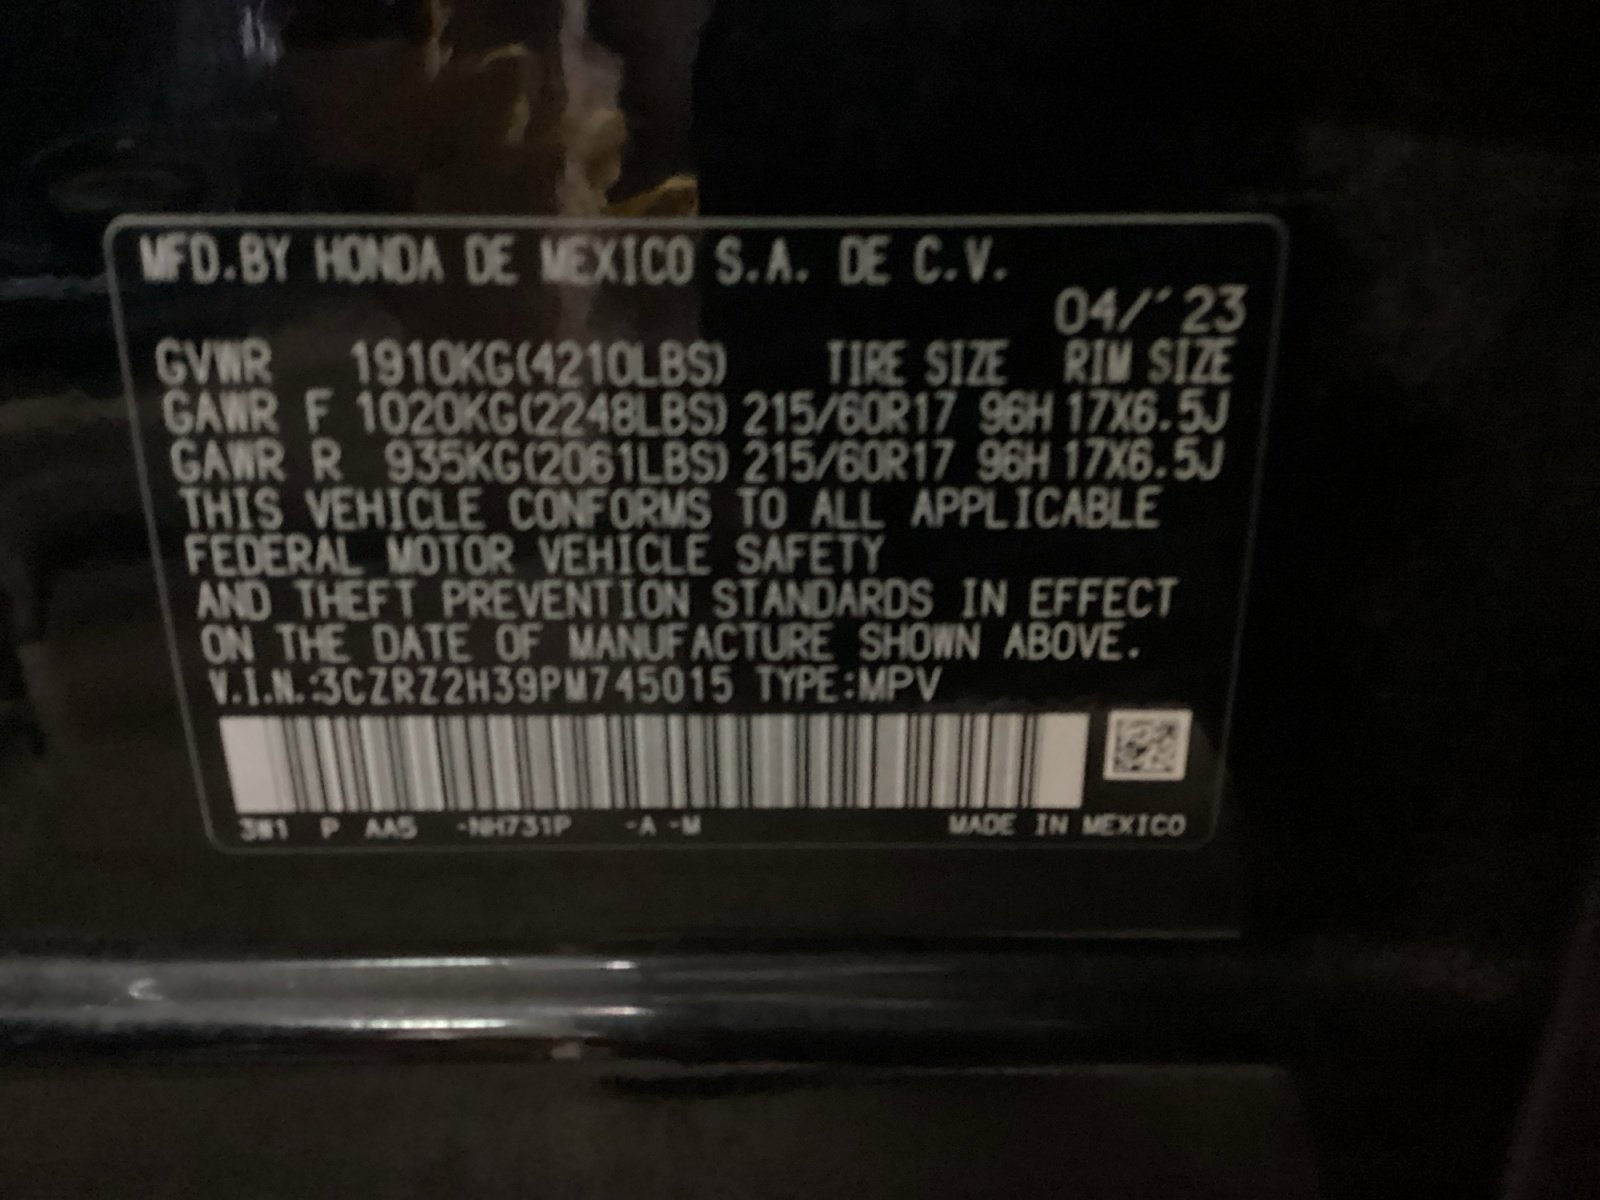 MFD.BY HONDA DE MEXICO S.A. DE C.V.
04/'23
GVWR 1910KG(4210LBS) TIRE SIZE RIM SIZE
GAWR F 1020KG(2248LBS) 215/60R17 96H 17X6.5J
GAWR R 935KG(2061LBS) 215/60R17 96H 17X6.5J
THIS VEHICLE CONFORMS TO ALL APPLICABLE
FEDERAL MOTOR VEHICLE SAFETY
AND THEFT PREVENTION STANDARDS IN EFFECT
ON THE DATE OF MANUFACTURE SHOWN ABOVE.
V.I.N.:3CZRZ2H39PM745015 TYPE:MPV
3W1 P AA5 -NH731P -A -M MADE IN MEXICO